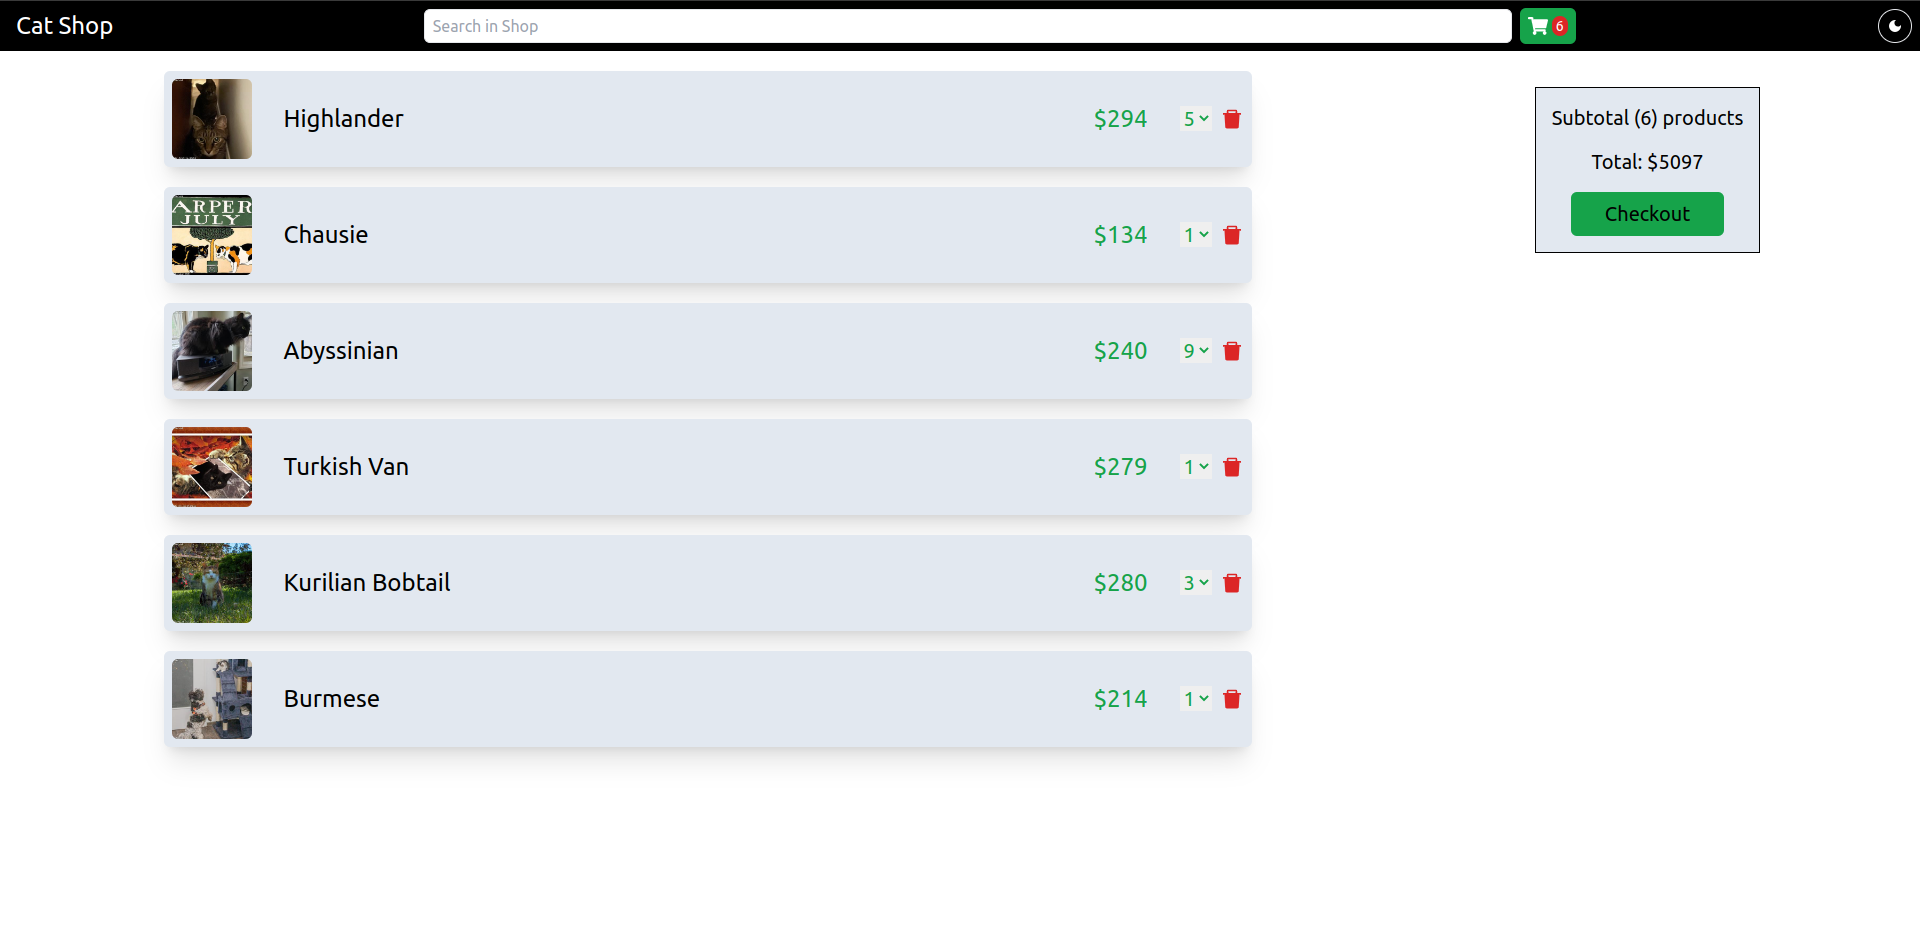 Cat Shop
Search in Shop
6
Highlander
$294
5
ARPER
JULY
Chausie
$134
1
Abyssinian
$240
9
Turkish Van
$279
1
Kurilian Bobtail
$280
3
Burmese
$214
1
Subtotal (6) products
Total: $5097
Checkout